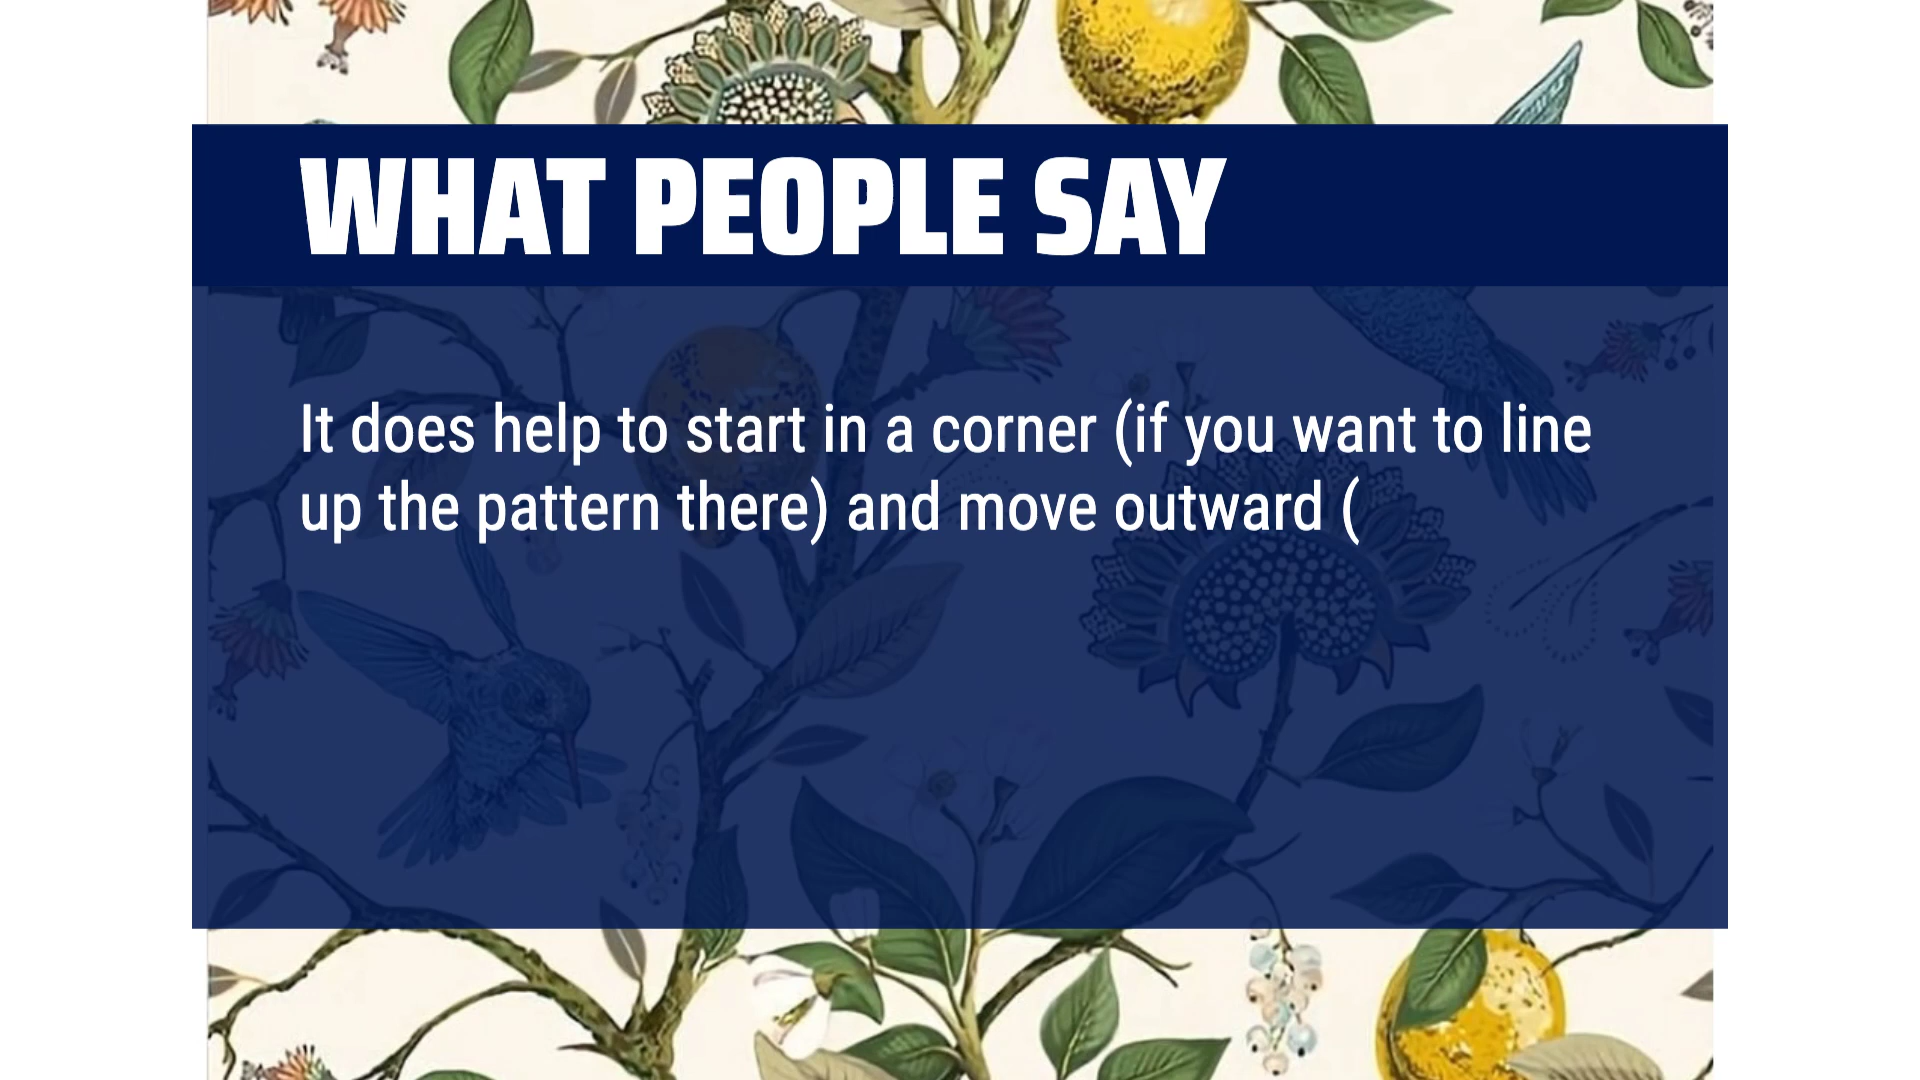 WHAT PEOPLE SAY
It does help to start in a corner (if you want to line
up the pattern there) and move outward (